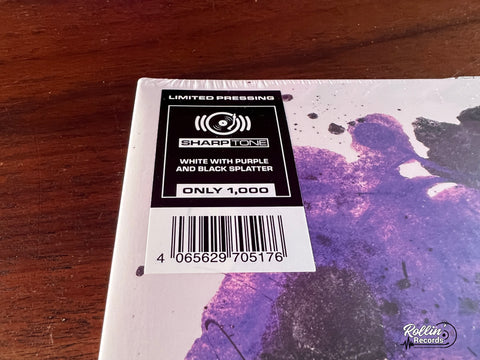 LIMITED PRESSING
SHARPTONE
WHITE WITH PURPLE
AND BLACK SPLATTER
ONLY 1,000
4 065629 705176
Rollin'
Records